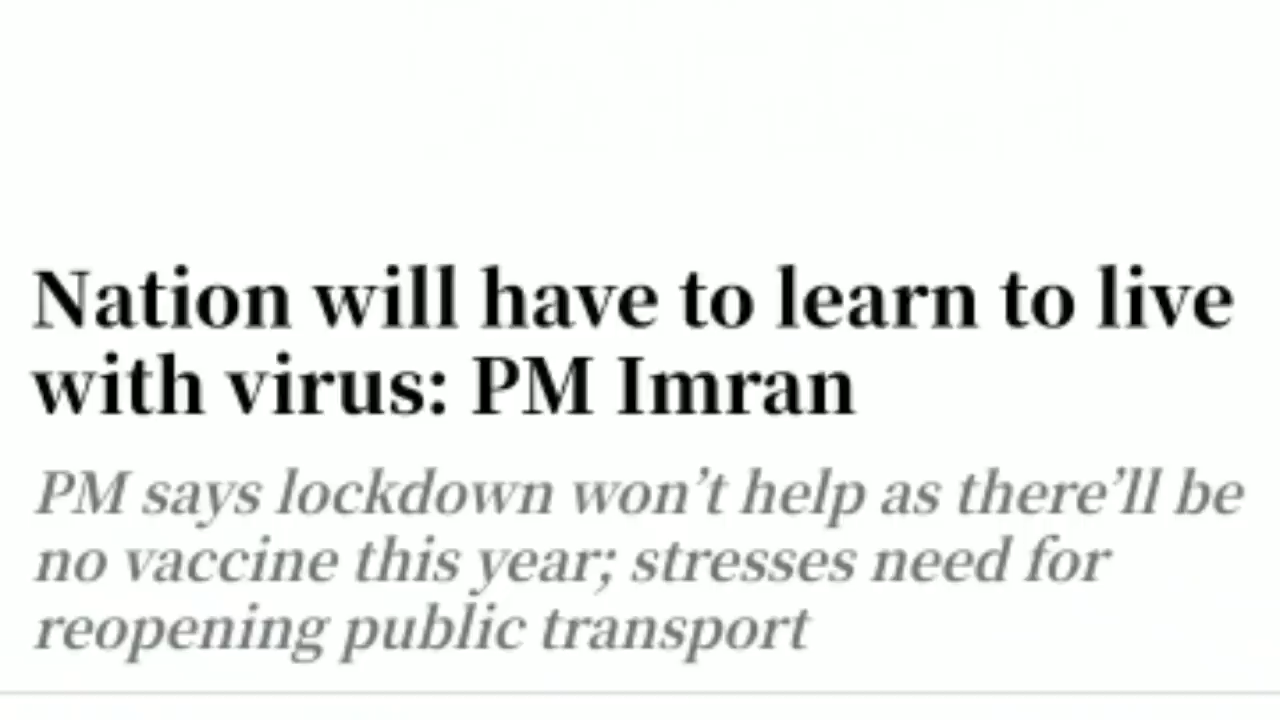 Nation will have to learn to live
with virus: PM Imran
PM says lockdown won’t help as there’ll be
no vaccine this year; stresses need for
reopening public transport